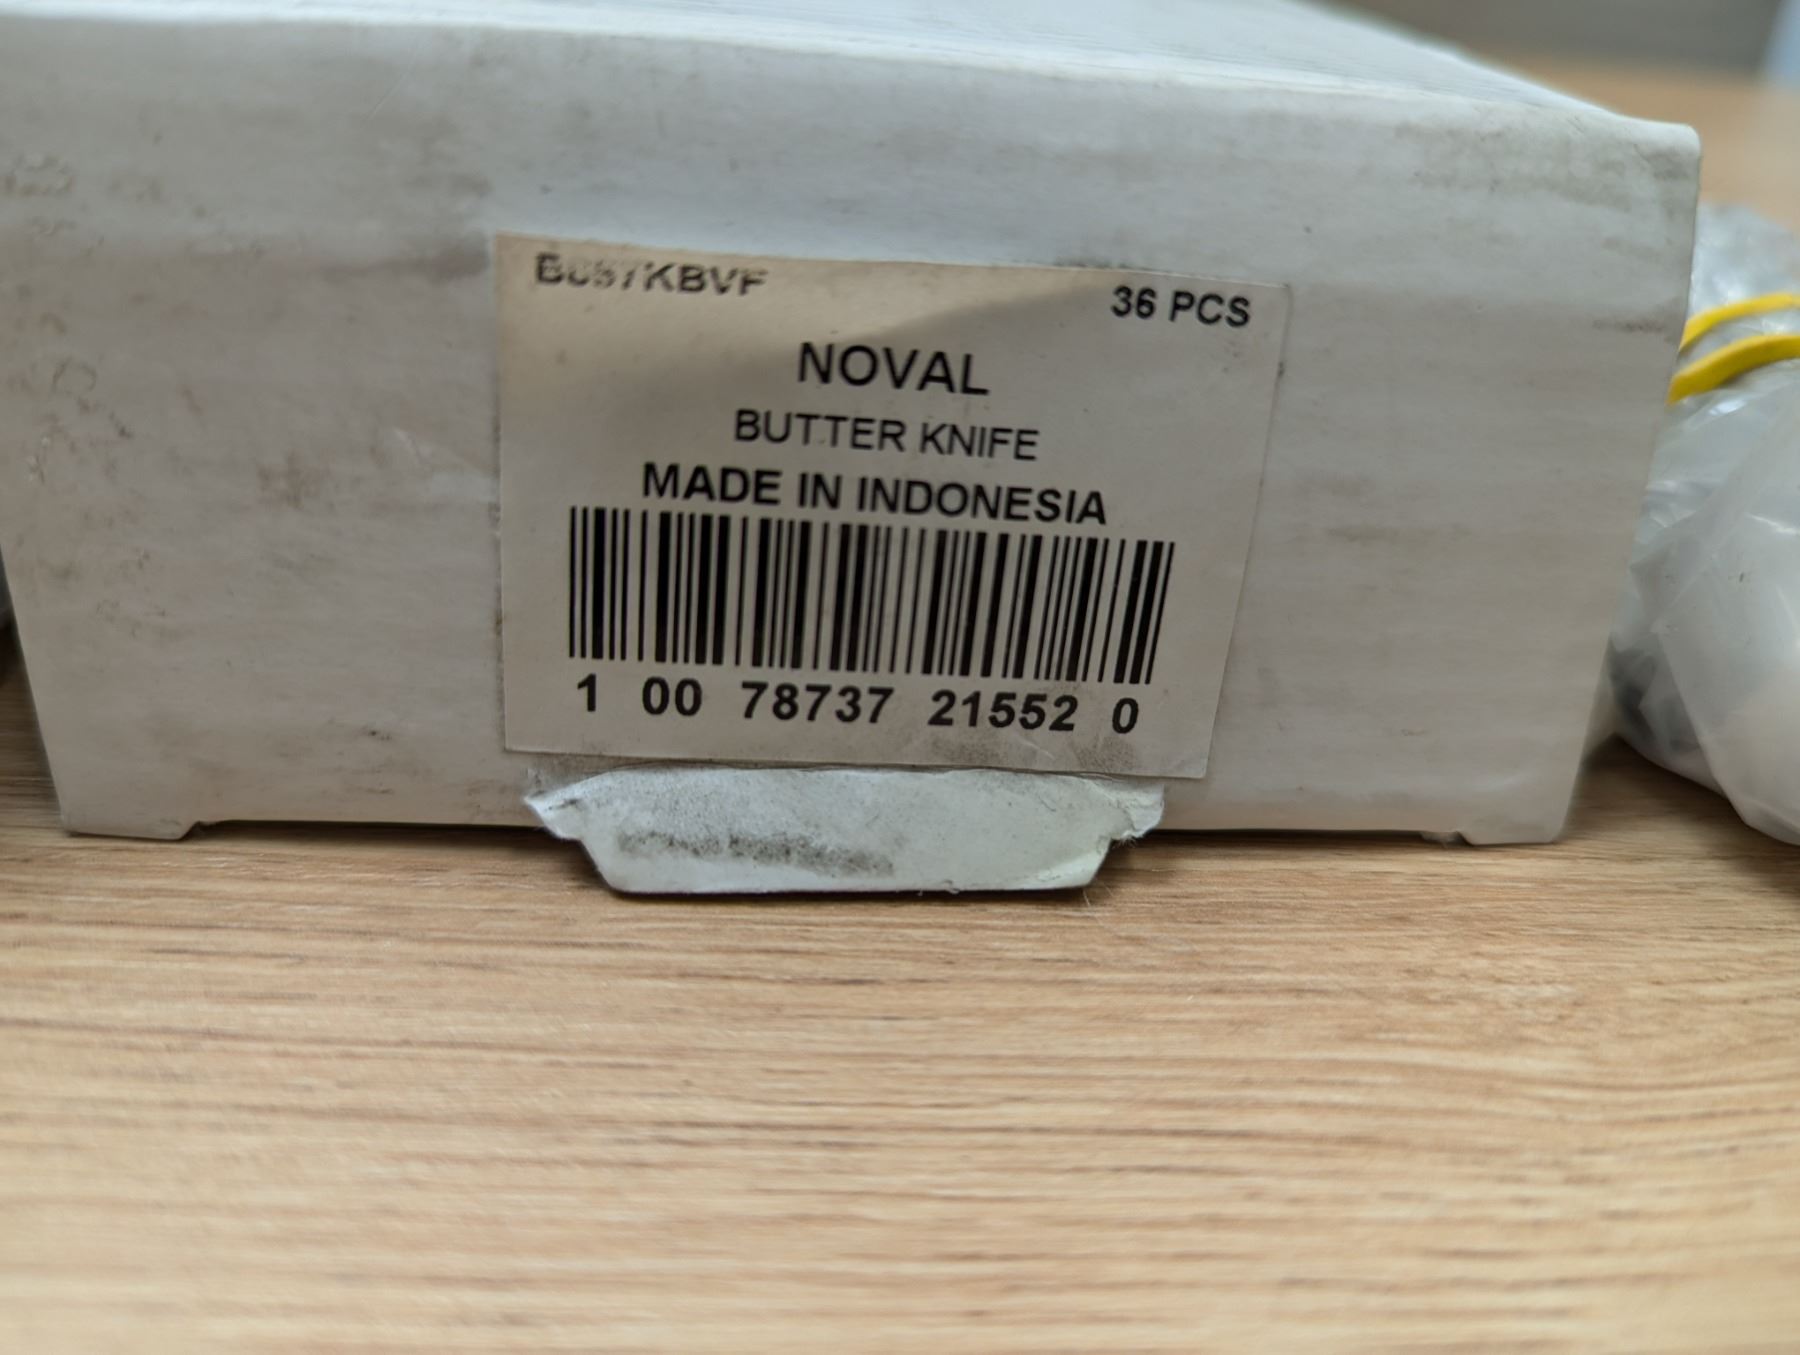 36 PCS
NOVAL
BUTTER KNIFE
MADE IN INDONESIA
1 00 78737 21552 0